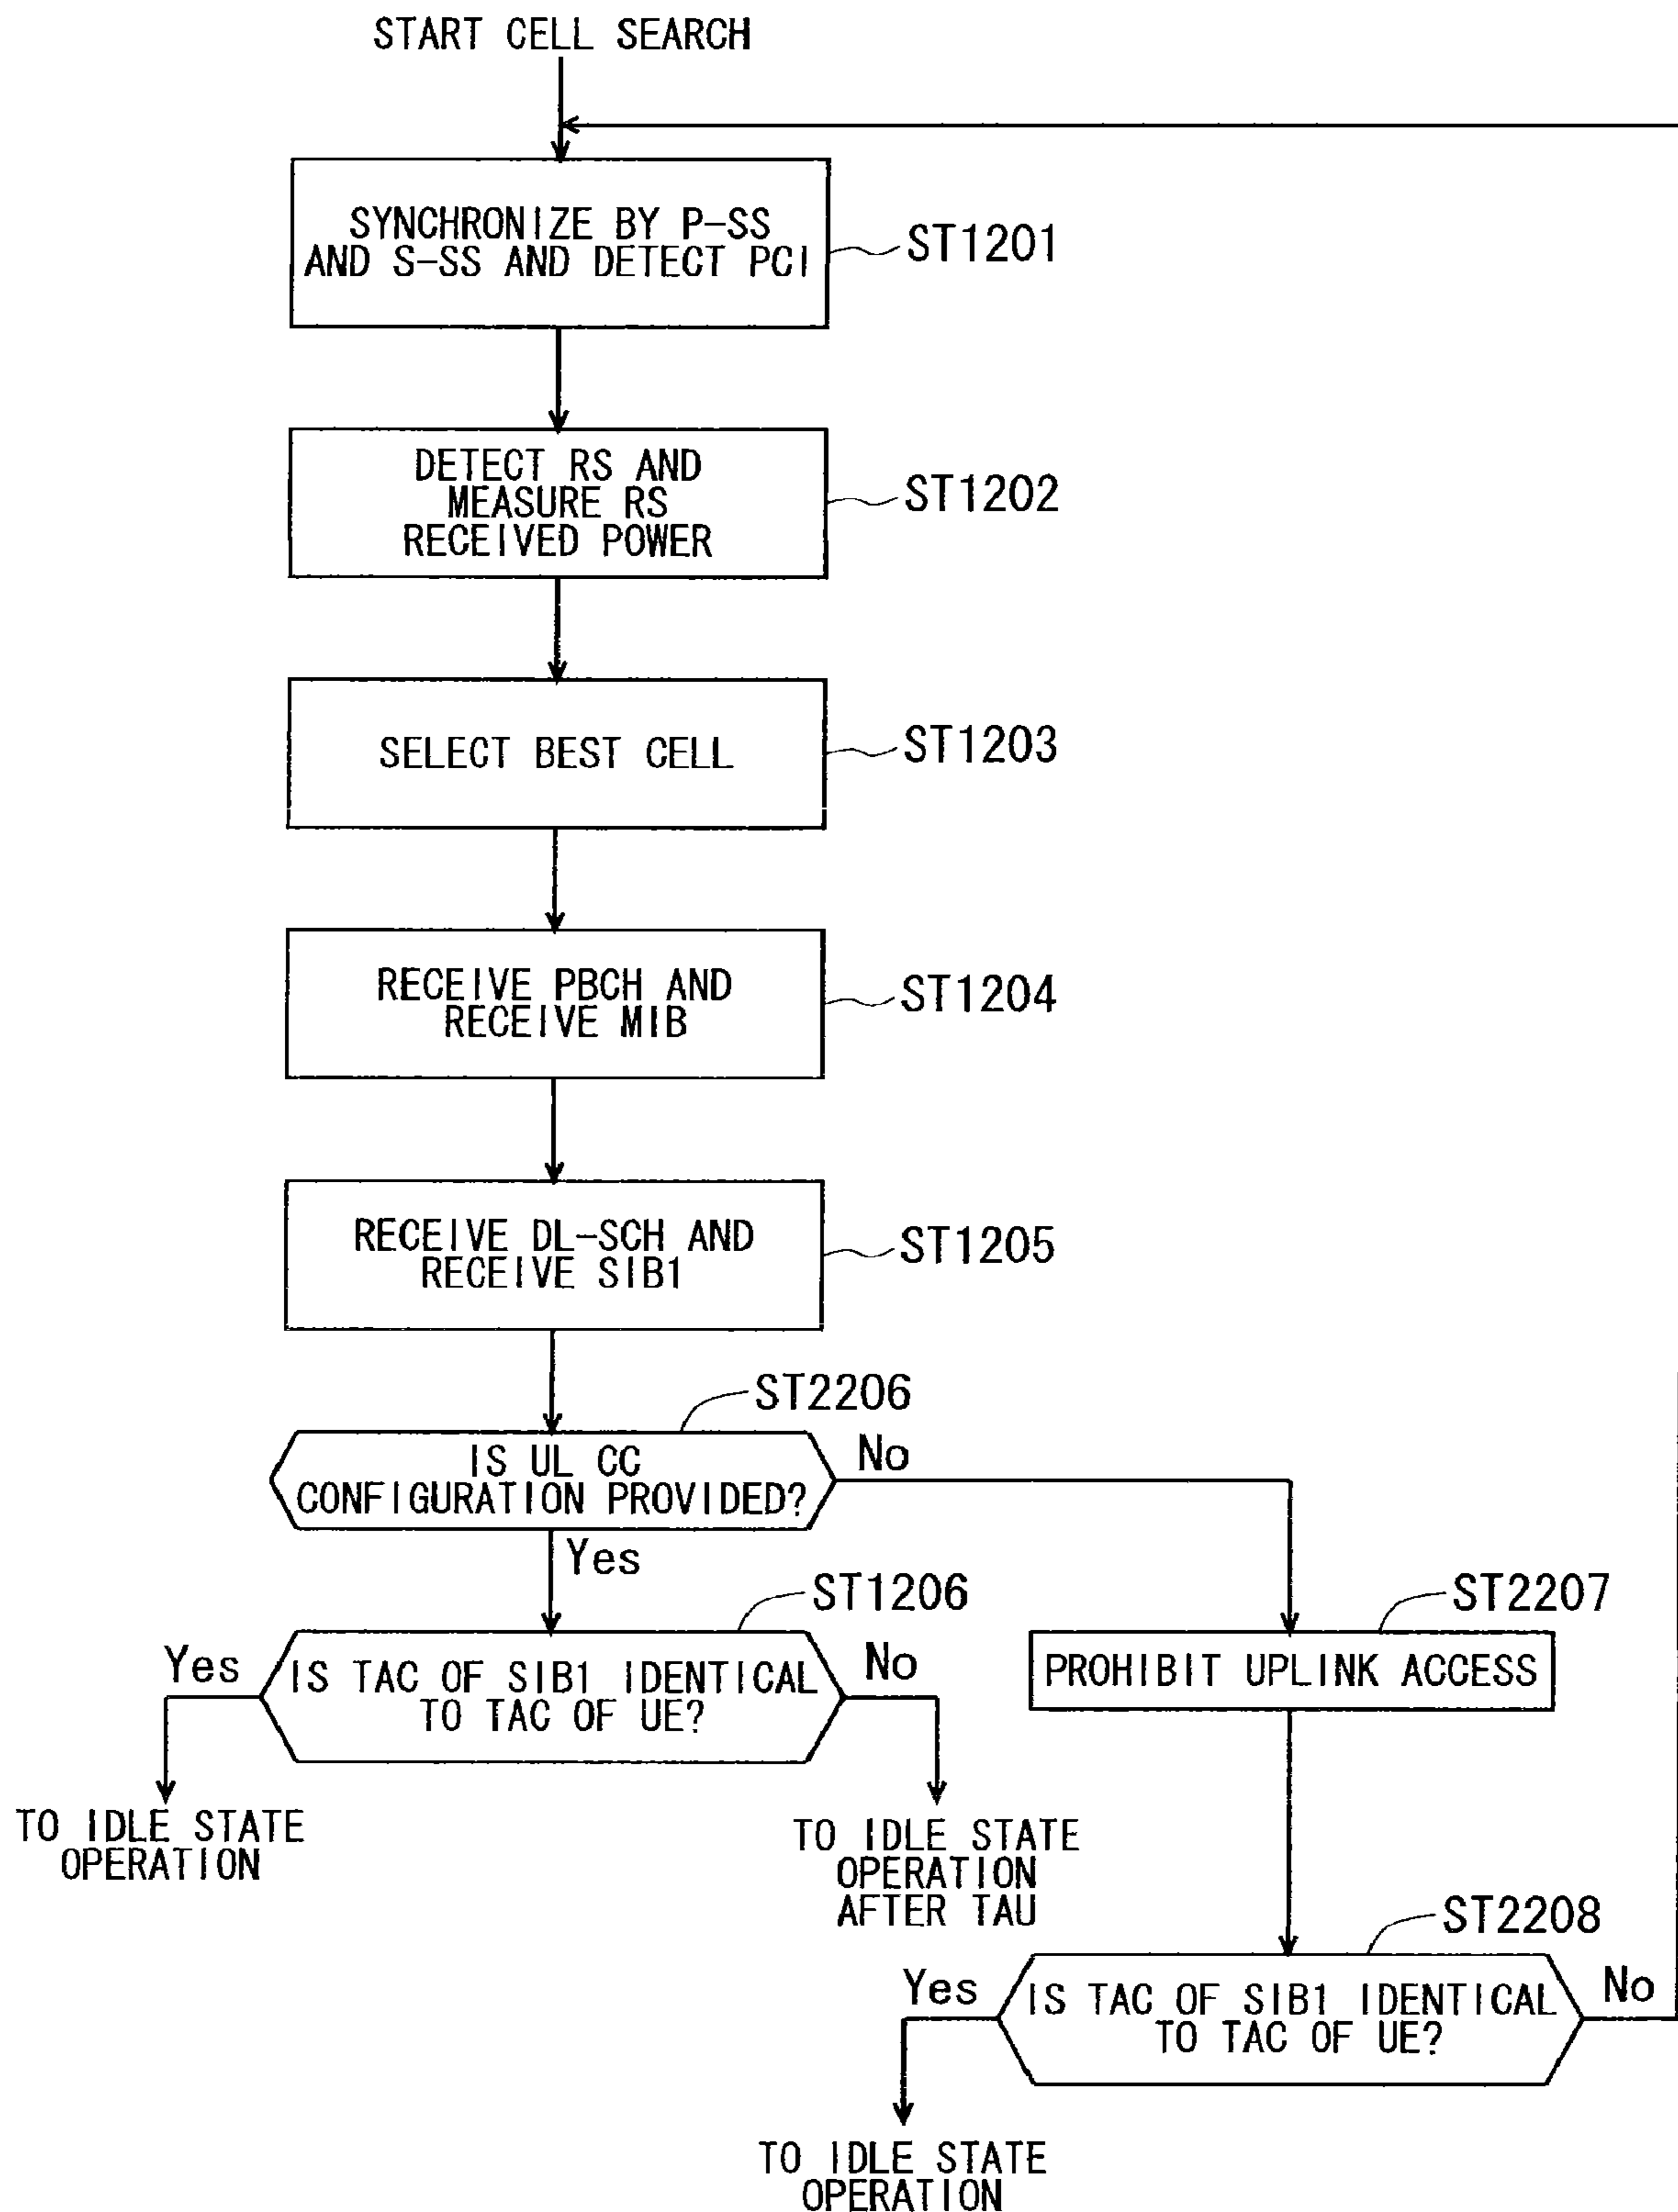 START CELL SEARCH
SYNCHRONIZE BY P-SS
AND S-SS AND DETECT PCI
ST1201
DETECT RS AND
MEASURE RS
RECEIVED POWER
ST1202
SELECT BEST CELL
ST1203
RECEIVE PBCH AND
RECEIVE MIB
ST1204
RECEIVE DL-SCH AND
RECEIVE SIB1
ST1205
ST2206
IS UL CC
CONFIGURATION PROVIDED?
No
Yes
ST1206
IS TAC OF SIB1 IDENTICAL
TO TAC OF UE?
Yes
No
TO IDLE STATE
OPERATION
TO IDLE STATE
OPERATION
AFTER TAU
ST2207
PROHIBIT UPLINK ACCESS
ST2208
IS TAC OF SIB1 IDENTICAL
TO TAC OF UE?
Yes
No
TO IDLE STATE
OPERATION